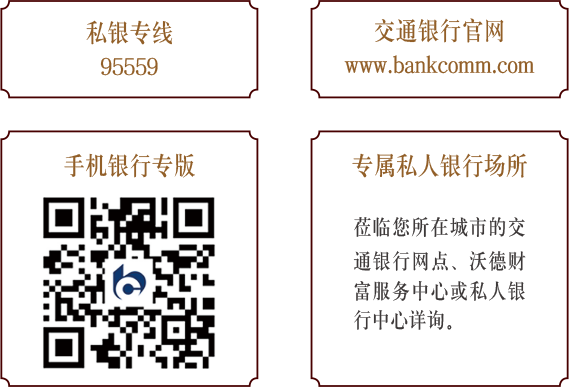 私银专线
95559
交通银行官网
www.bankcomm.com
手机银行专版
专属私人银行场所
莅临您所在城市的交
通银行网点、沃德财
富服务中心或私人银
行中心详询。